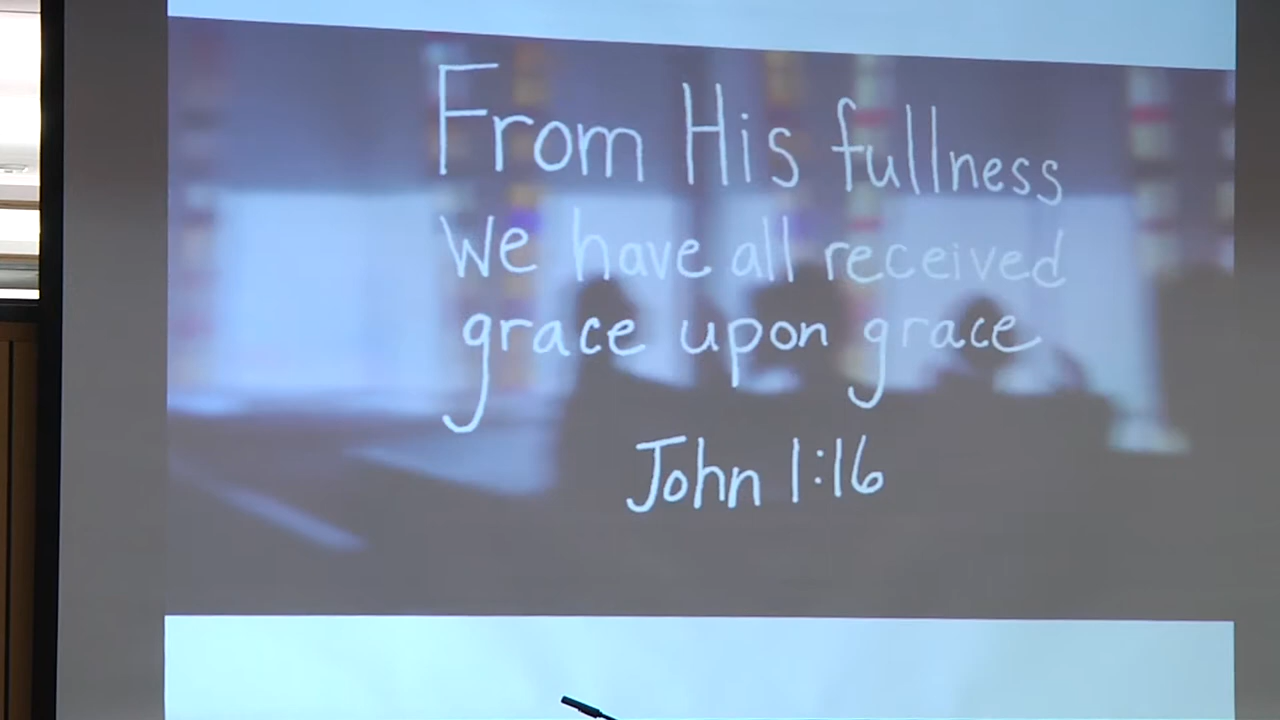 From His fullness
We have all received
grace upon grace
John 1:16